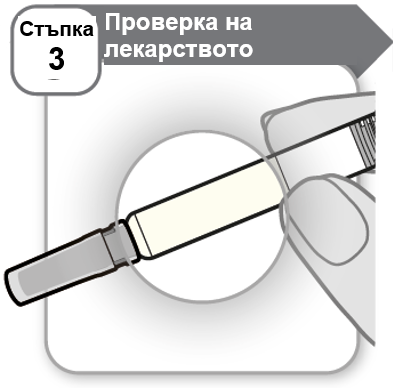 Стъпка
3
Проверка на
лекарството